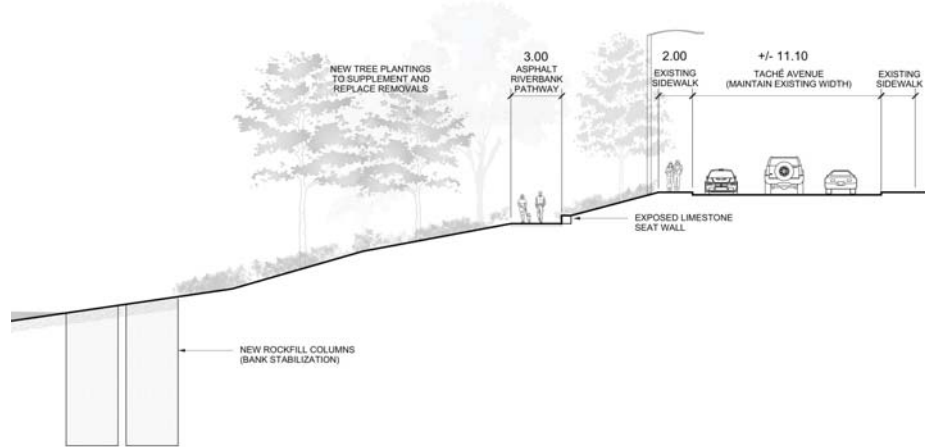 NEW TREE PLANTINGS
TO SUPPLEMENT AND
REPLACE REMOVALS
3.00
ASPHALT
RIVERBANK
PATHWAY
2.00
EXISTING
SIDEWALK
+/- 11.10
TACHÉ AVENUE
(MAINTAIN EXISTING WIDTH)
EXISTING
SIDEWALK
EXPOSED LIMESTONE
SEAT WALL
NEW ROCKFILL COLUMNS
(BANK STABILIZATION)